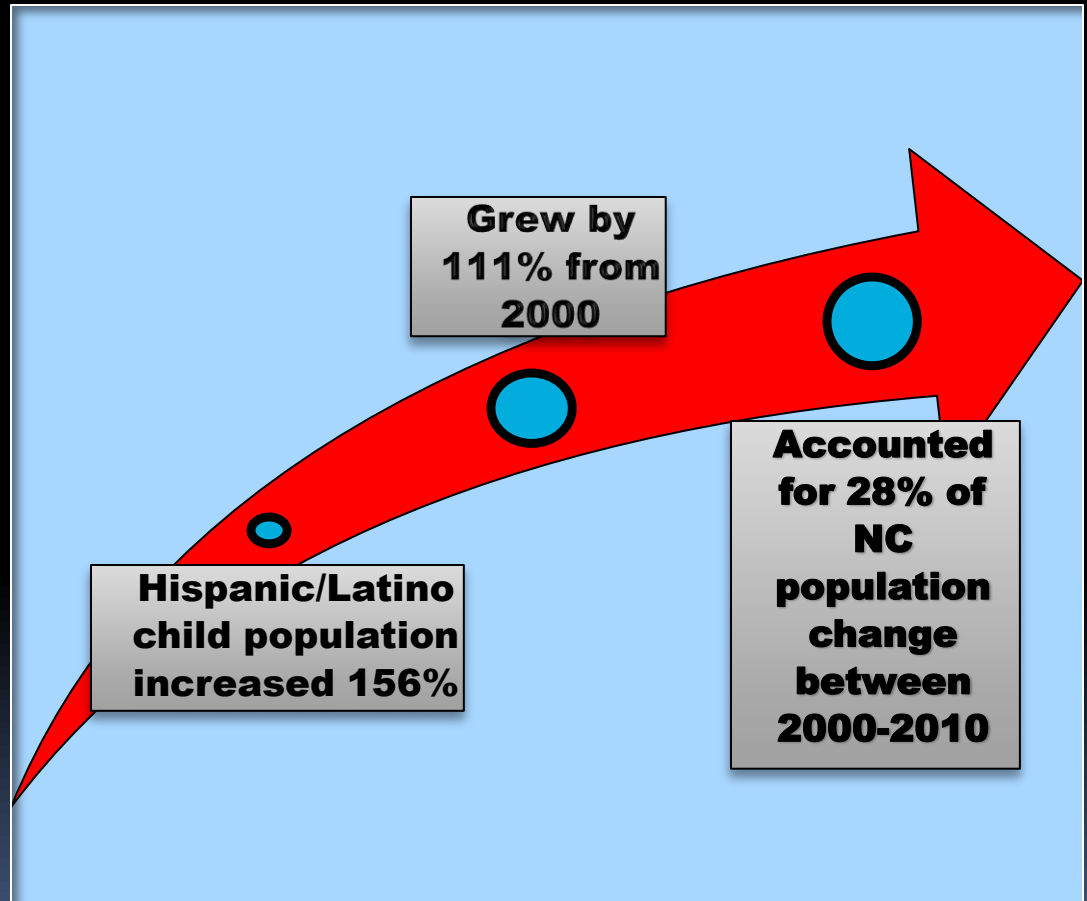 Grew by
111% from
2000
Hispanic/Latino
child population
increased 156%
Accounted
for 28% of
NC
population
change
between
2000-2010